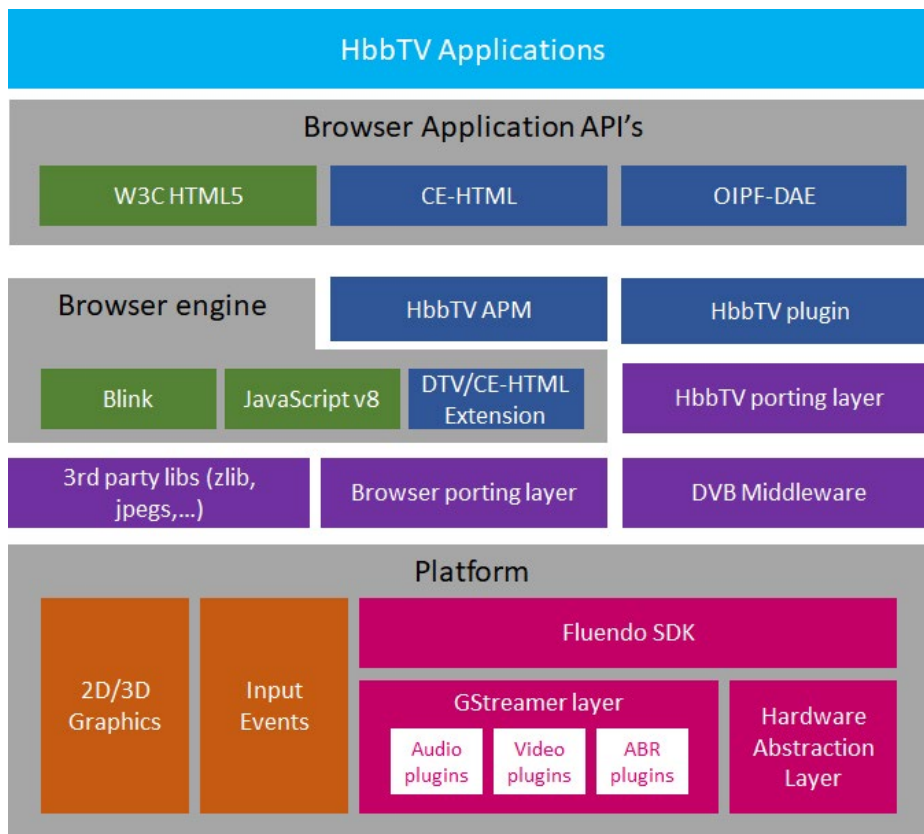 HbbTV Applications
Browser Application API's
W3C HTML5
CE-HTML
OIPF-DAE
Browser engine
HbbTV APM
HbbTV plugin
Blink
JavaScript v8
DTV/CE-HTML
Extension
HbbTV porting layer
3rd party libs (zlib,
jpegs,...)
Browser porting layer
DVB Middleware
Platform
2D/3D
Graphics
Input
Events
Fluendo SDK
GStreamer layer
Audio
plugins
Video
plugins
ABR
plugins
Hardware
Abstraction
Layer